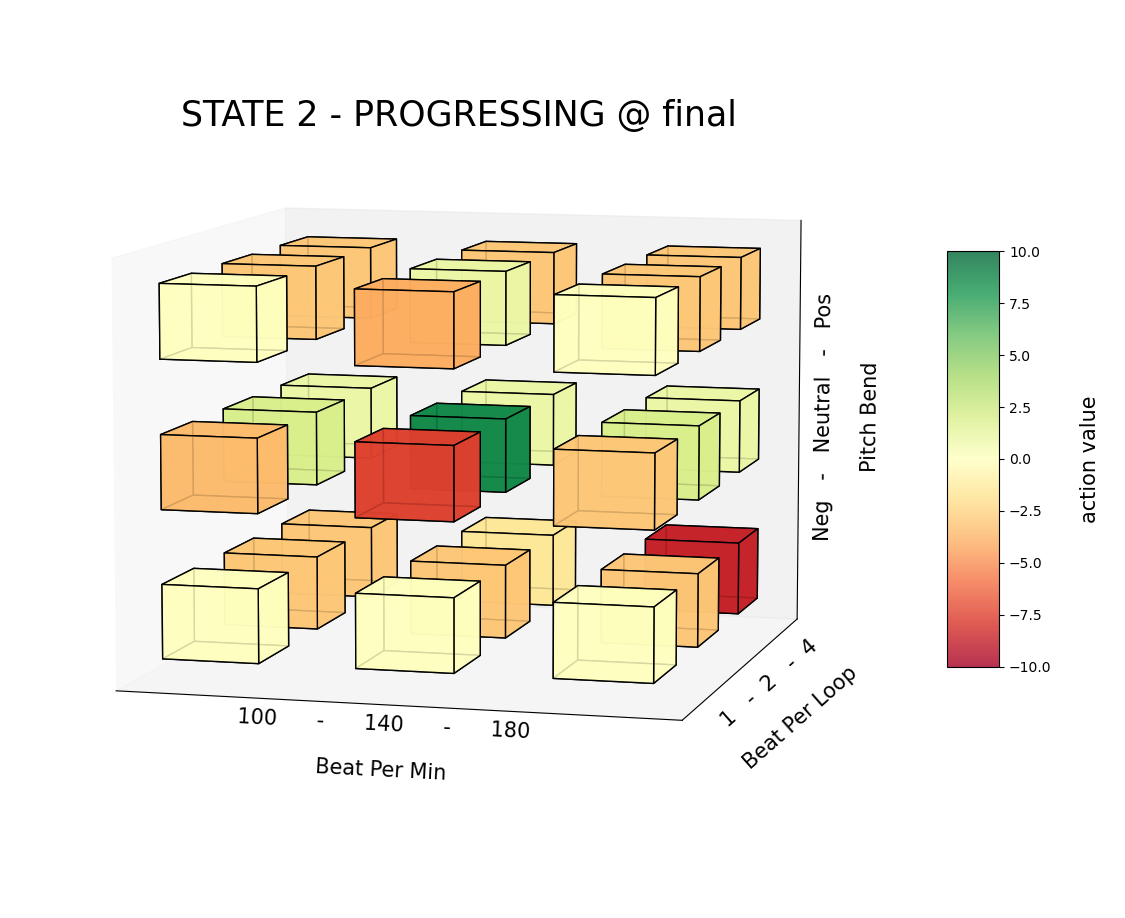 STATE 2 - PROGRESSING @ final
Neg - Neutral - Pos
Pitch Bend
100 - 140 - 180
Beat Per Min
1 - 2 - 4
Beat Per Loop
10.0
7.5
5.0
2.5
0.0
−2.5
−5.0
−7.5
−10.0
action value